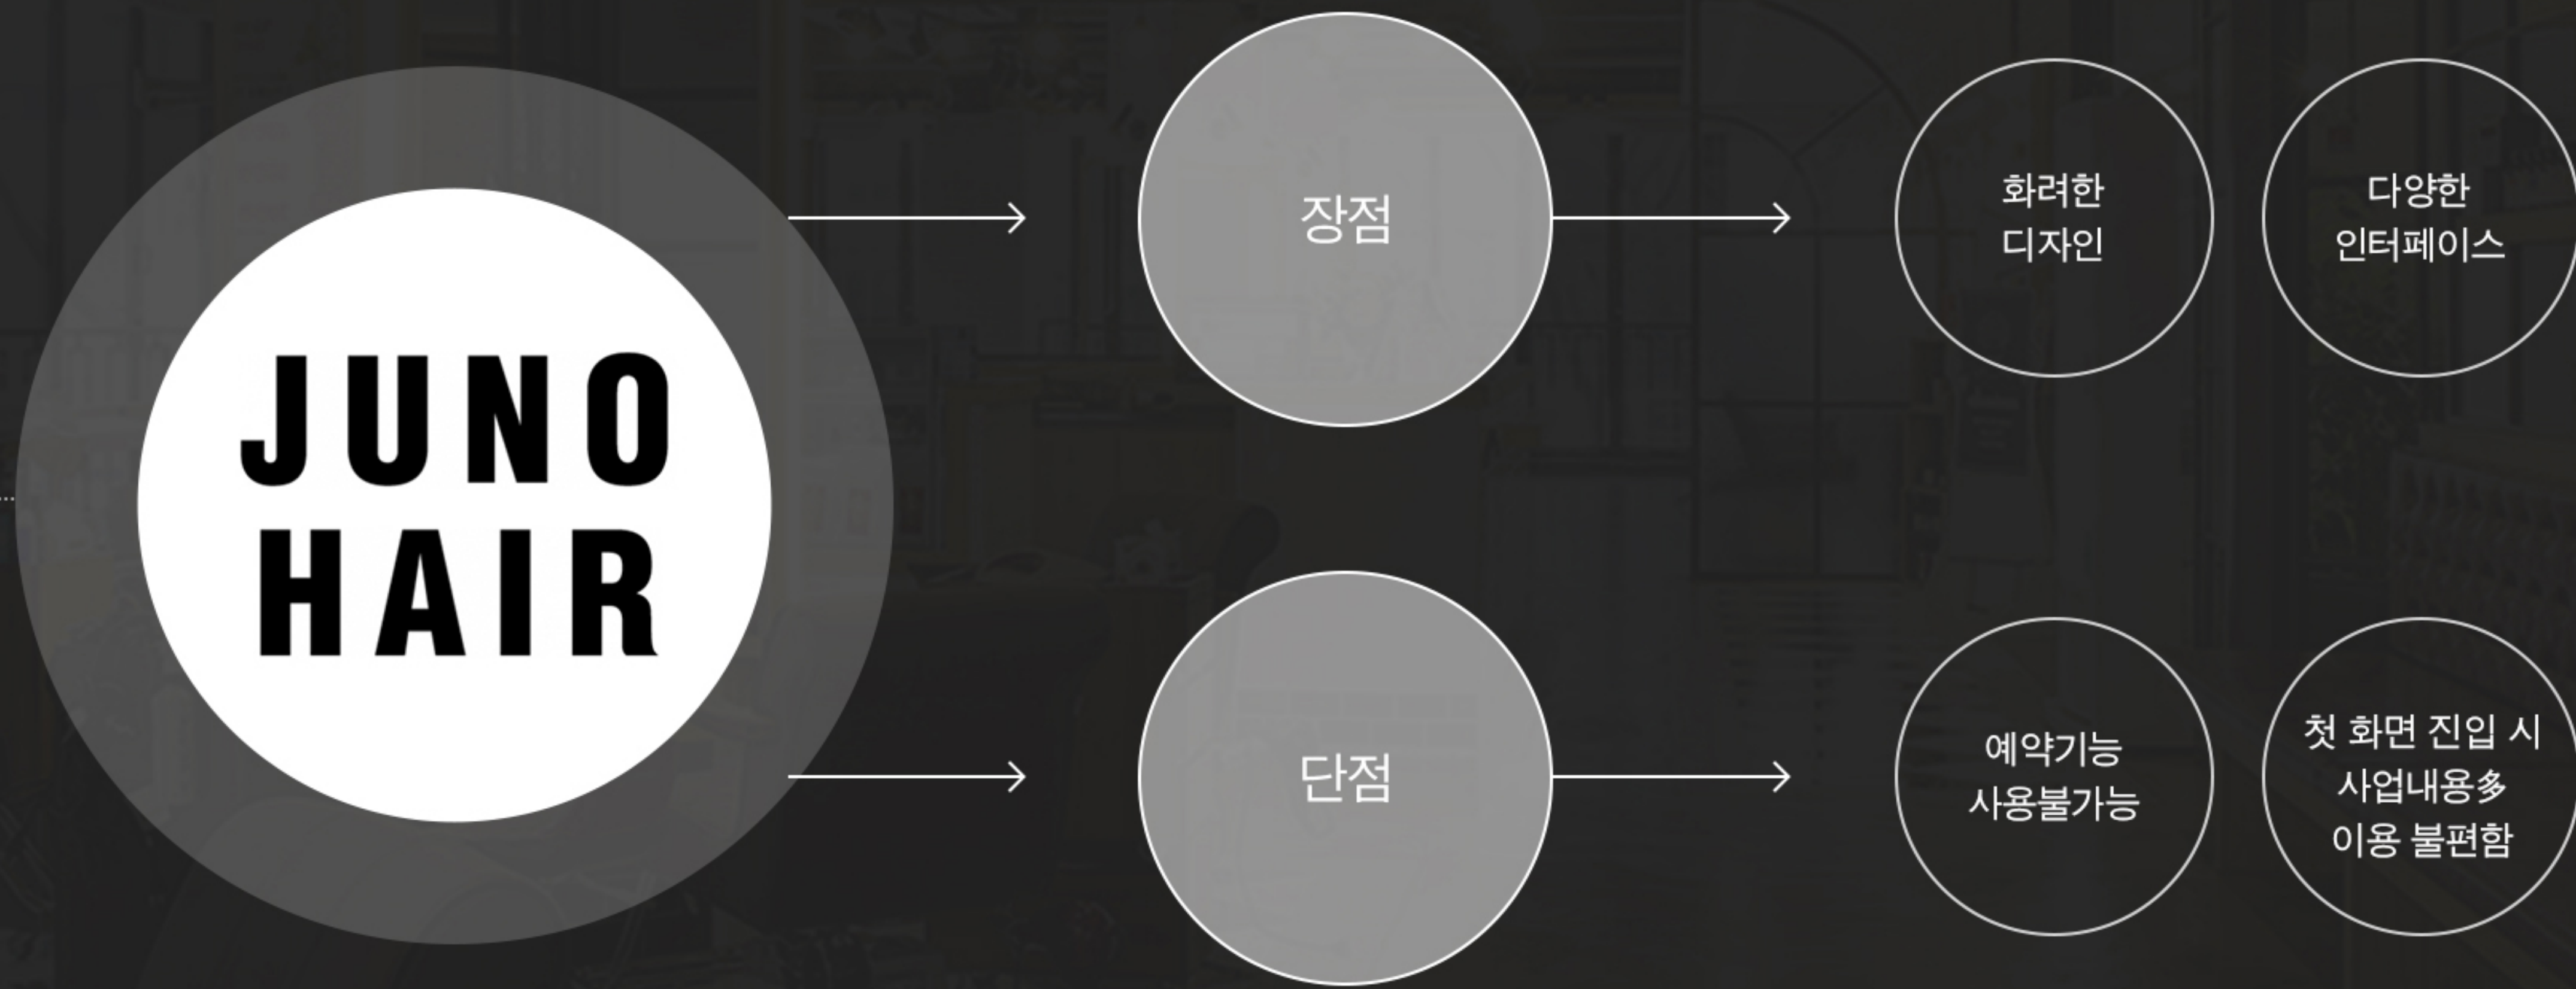 JUNO
HAIR
장점
화려한
디자인
다양한
인터페이스
단점
예약기능
사용불가능
첫 화면 진입 시
사업내용多
이용 불편함